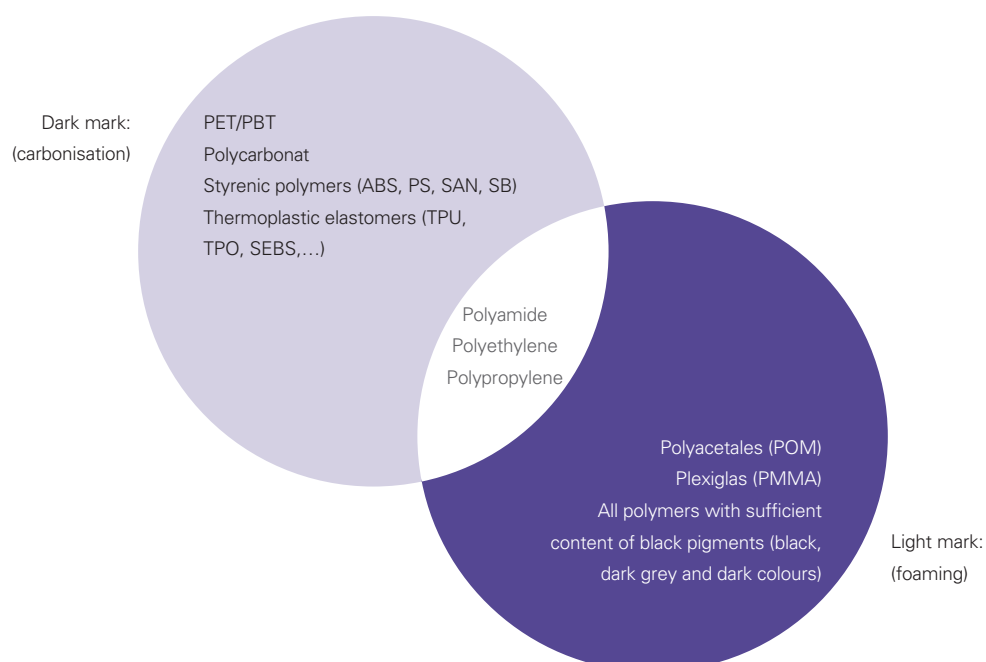 Dark mark:
(carbonisation)
PET/PBT
Polycarbonat
Styrenic polymers (ABS, PS, SAN, SB)
Thermoplastic elastomers (TPU,
TPO, SEBS,…)
Polyamide
Polyethylene
Polypropylene
Polyacetales (POM)
Plexiglas (PMMA)
All polymers with sufficient
content of black pigments (black,
dark grey and dark colours)
Light mark:
(foaming)